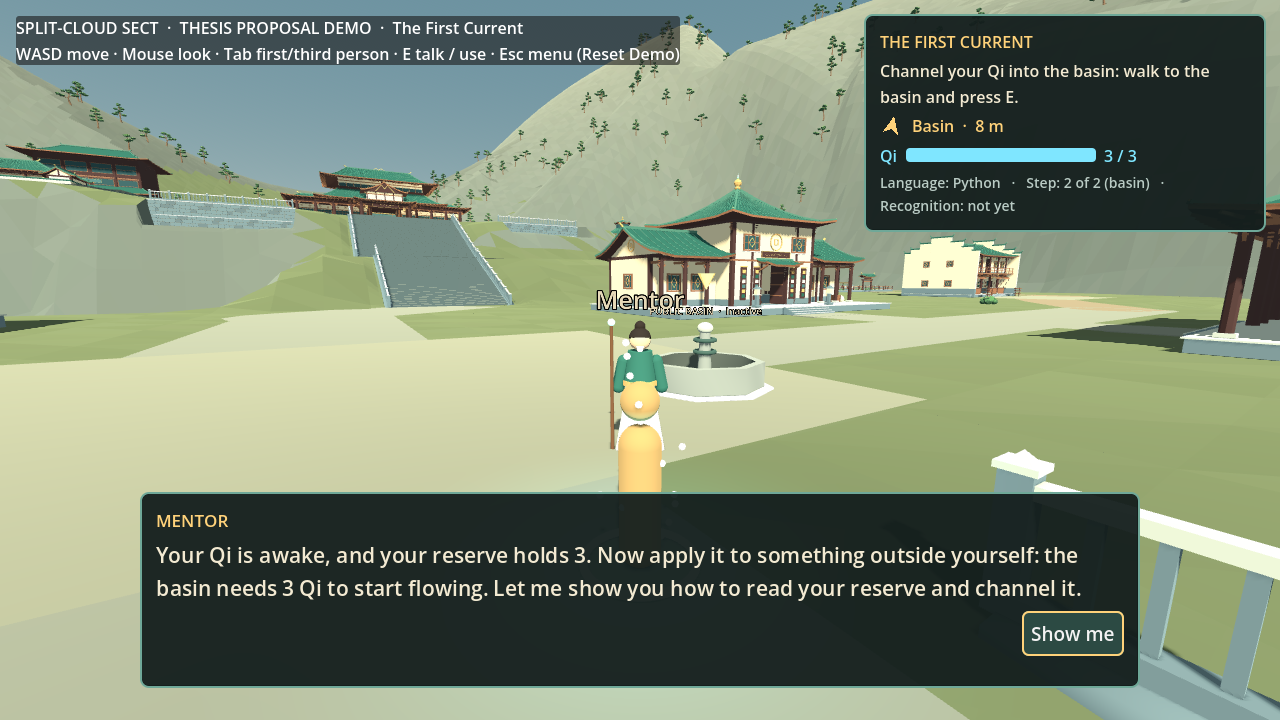 SPLIT-CLOUD SECT · THESIS PROPOSAL DEMO · The First Current
WASD move · Mouse look · Tab first/third person · E talk / use · Esc menu (Reset Demo)
THE FIRST CURRENT
Channel your Qi into the basin: walk to the
basin and press E.
Basin · 8 m
Qi 3 / 3
Language: Python · Step: 2 of 2 (basin) ·
Recognition: not yet
Mentor
BASIN · Inactive
MENTOR
Your Qi is awake, and your reserve holds 3. Now apply it to something outside yourself: the
basin needs 3 Qi to start flowing. Let me show you how to read your reserve and channel it.
Show me